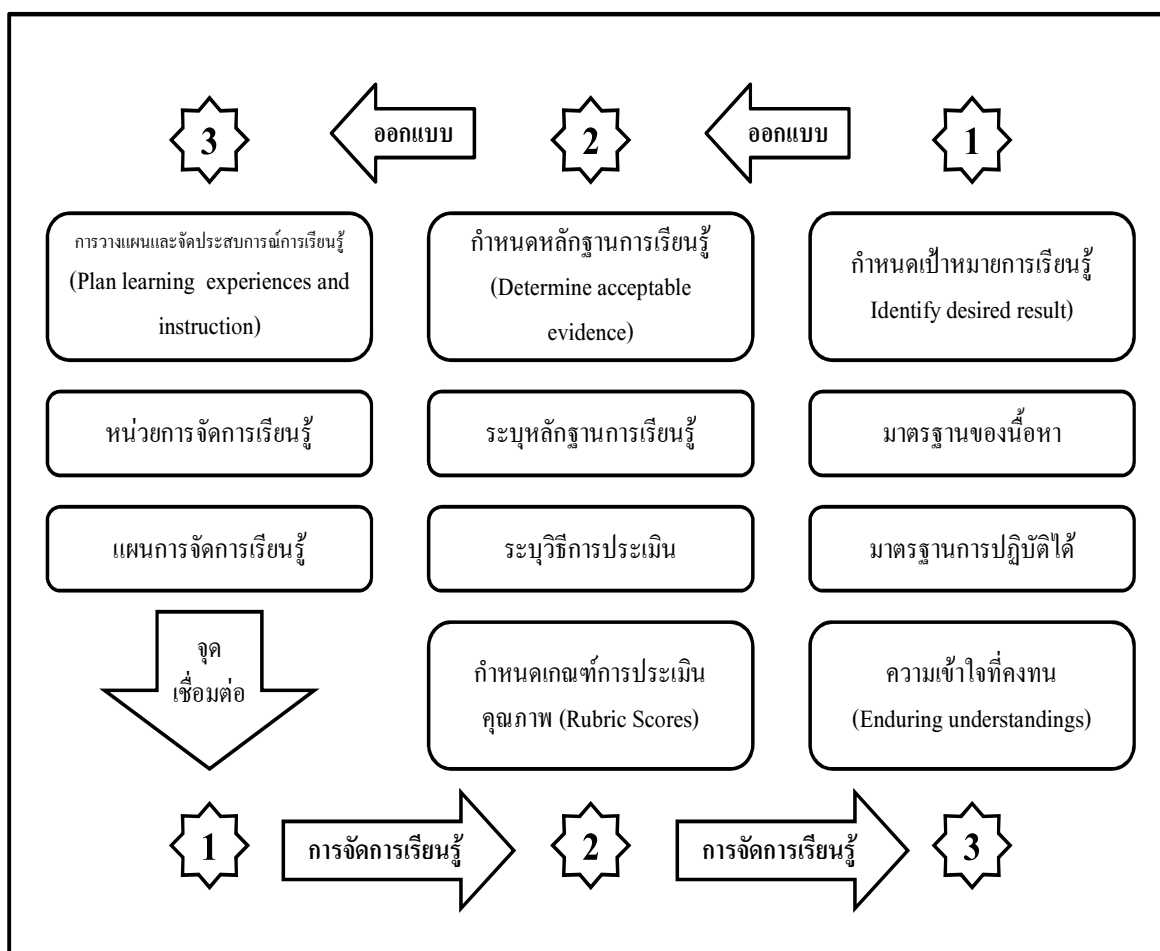 3
ออกแบบ
2
ออกแบบ
1
การวางแผนและจัดประสบการณ์การเรียนรู้
(Plan learning experiences and
instruction)
กำหนดหลักฐานการเรียนรู้
(Determine acceptable
evidence)
กำหนดเป้าหมายการเรียนรู้
Identify desired result)
หน่วยการจัดการเรียนรู้
ระบุหลักฐานการเรียนรู้
มาตรฐานของนื้อหา
แผนการจัดการเรียนรู้
ระบุวิธีการประเมิน
มาตรฐานการปฏิบัติได้
จุด
เชื่อมต่อ
กำหนดเกณฑ์การประเมิน
คุณภาพ (Rubric Scores)
ความเข้าใจที่คงทน
(Enduring understandings)
1
การจัดการเรียนรู้
2
การจัดการเรียนรู้
3